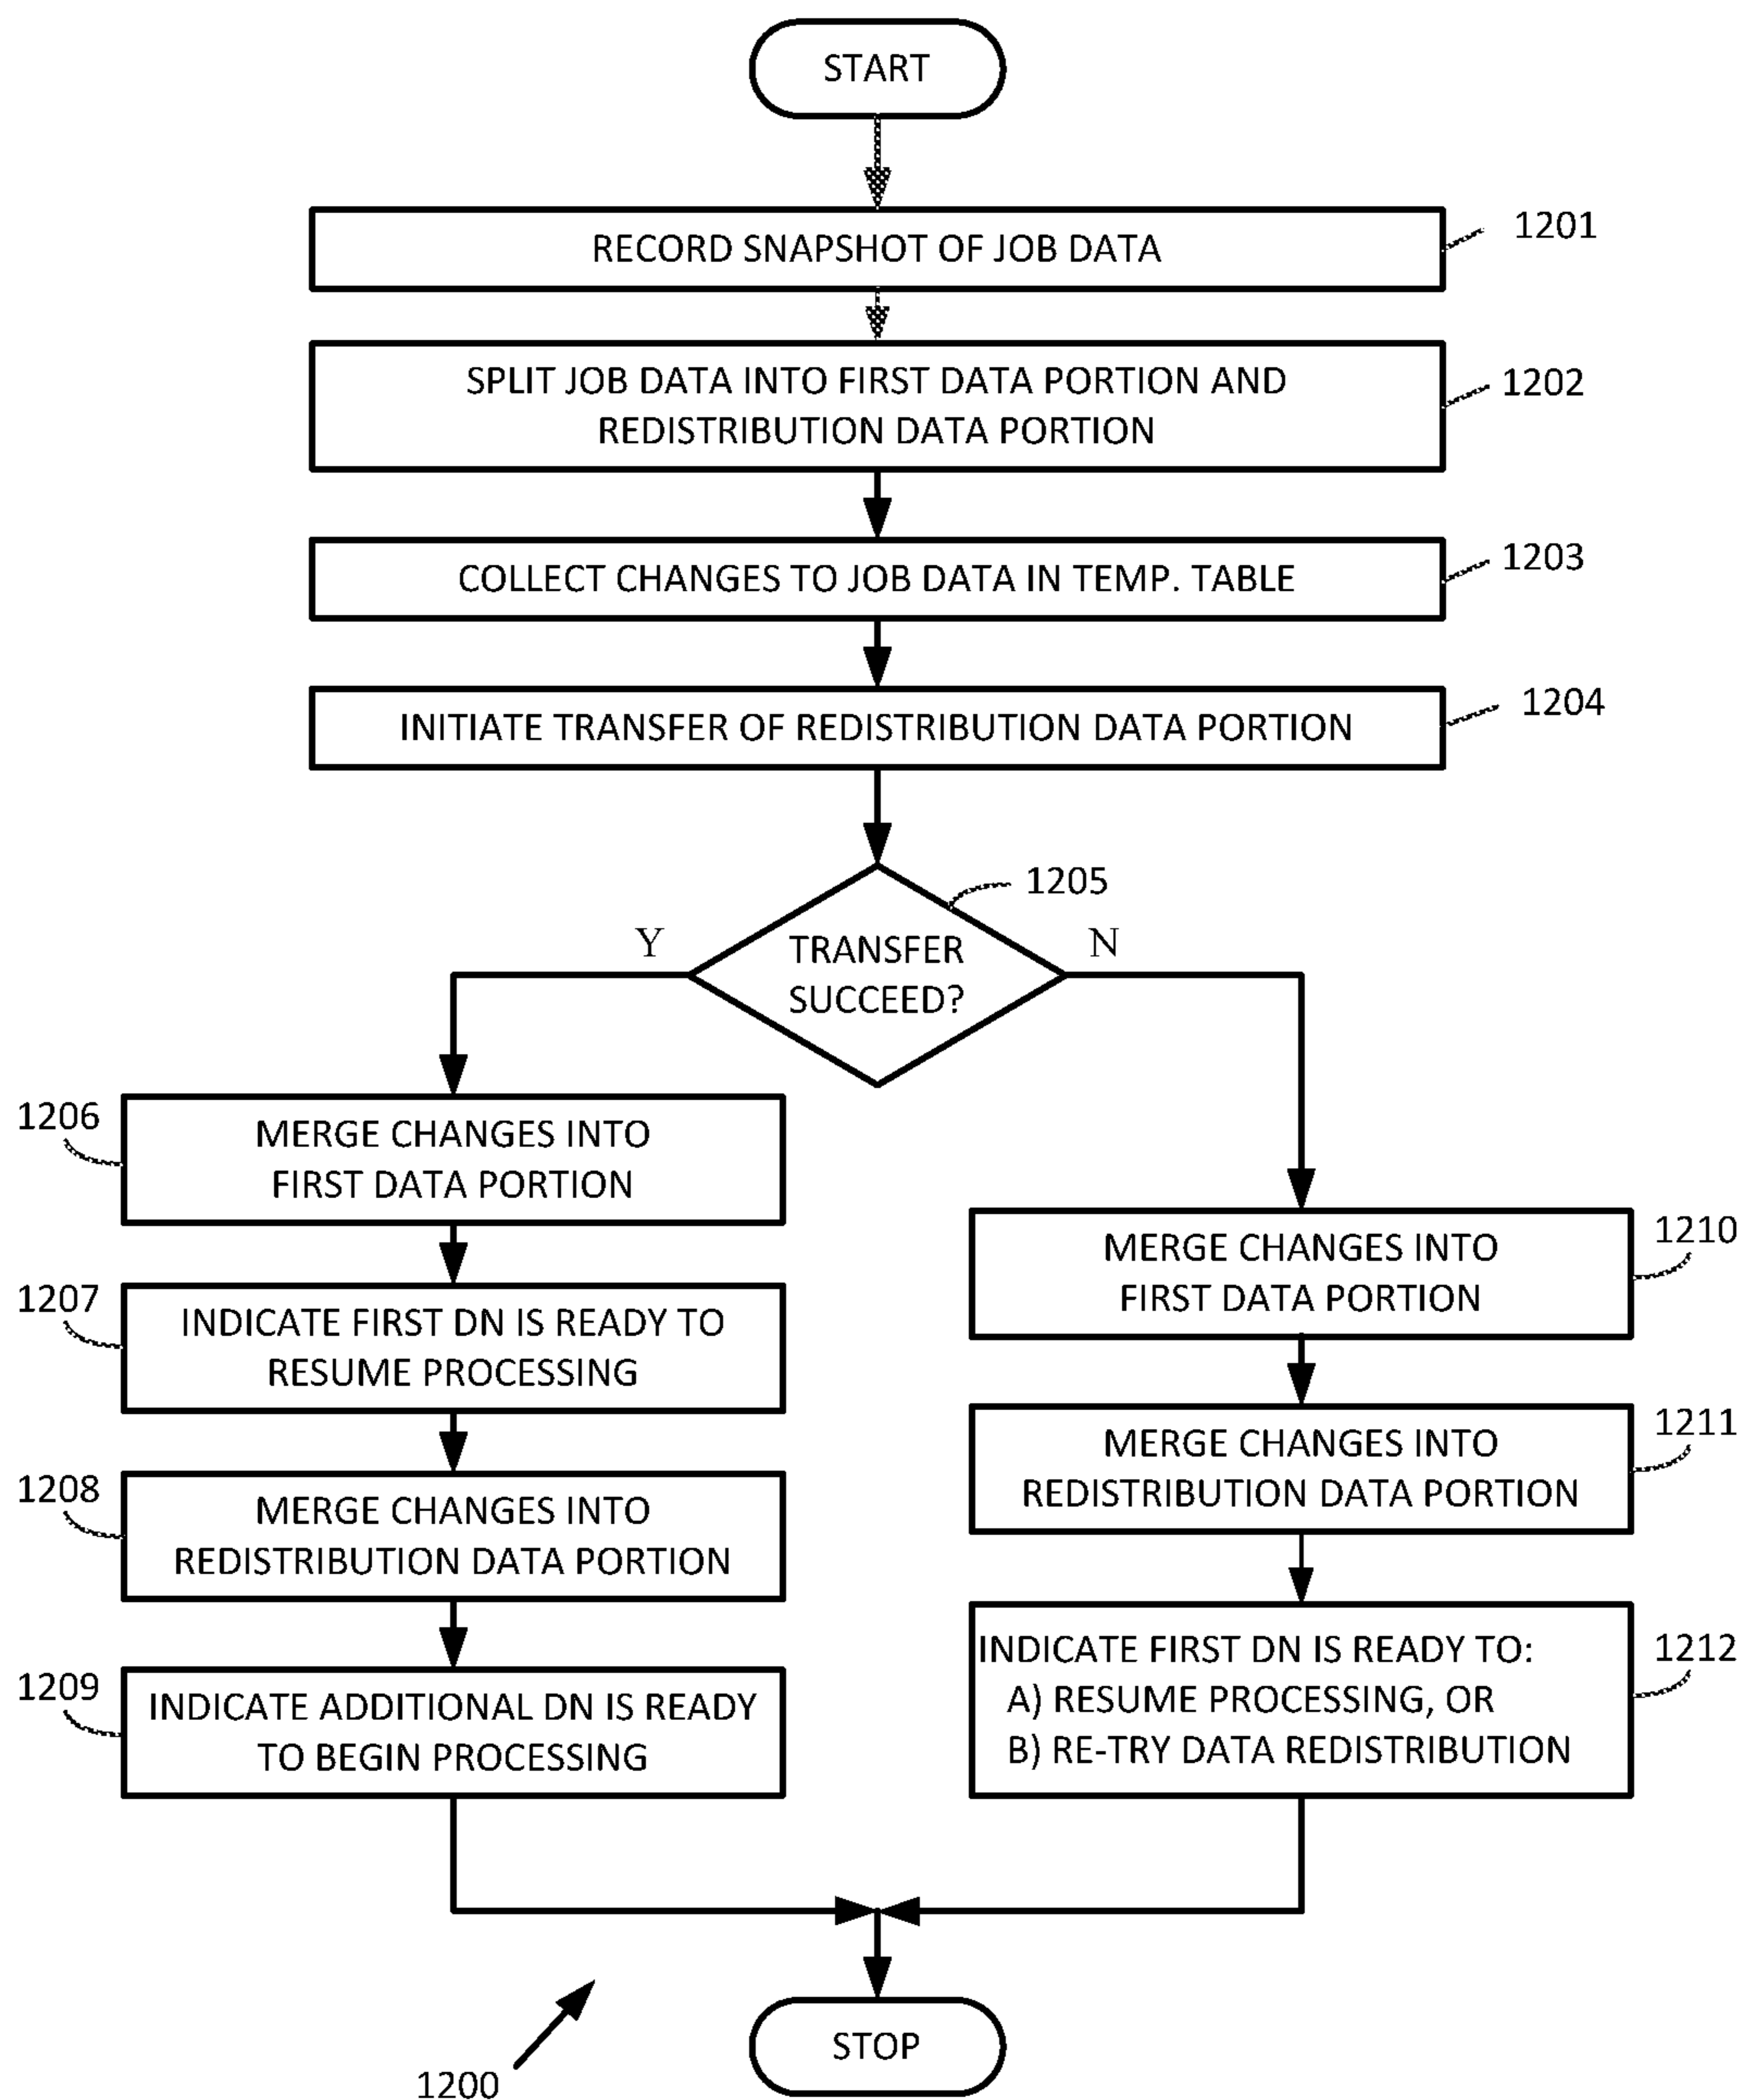 START
RECORD SNAPSHOT OF JOB DATA
1201
SPLIT JOB DATA INTO FIRST DATA PORTION AND
REDISTRIBUTION DATA PORTION
1202
COLLECT CHANGES TO JOB DATA IN TEMP. TABLE
1203
INITIATE TRANSFER OF REDISTRIBUTION DATA PORTION
1204
1205
TRANSFER
SUCCEED?
Y
N
1206
MERGE CHANGES INTO
FIRST DATA PORTION
1207
INDICATE FIRST DN IS READY TO
RESUME PROCESSING
1208
MERGE CHANGES INTO
REDISTRIBUTION DATA PORTION
1209
INDICATE ADDITIONAL DN IS READY
TO BEGIN PROCESSING
MERGE CHANGES INTO
FIRST DATA PORTION
1210
MERGE CHANGES INTO
REDISTRIBUTION DATA PORTION
1211
INDICATE FIRST DN IS READY TO:
A) RESUME PROCESSING, OR
B) RE-TRY DATA REDISTRIBUTION
1212
STOP
1200